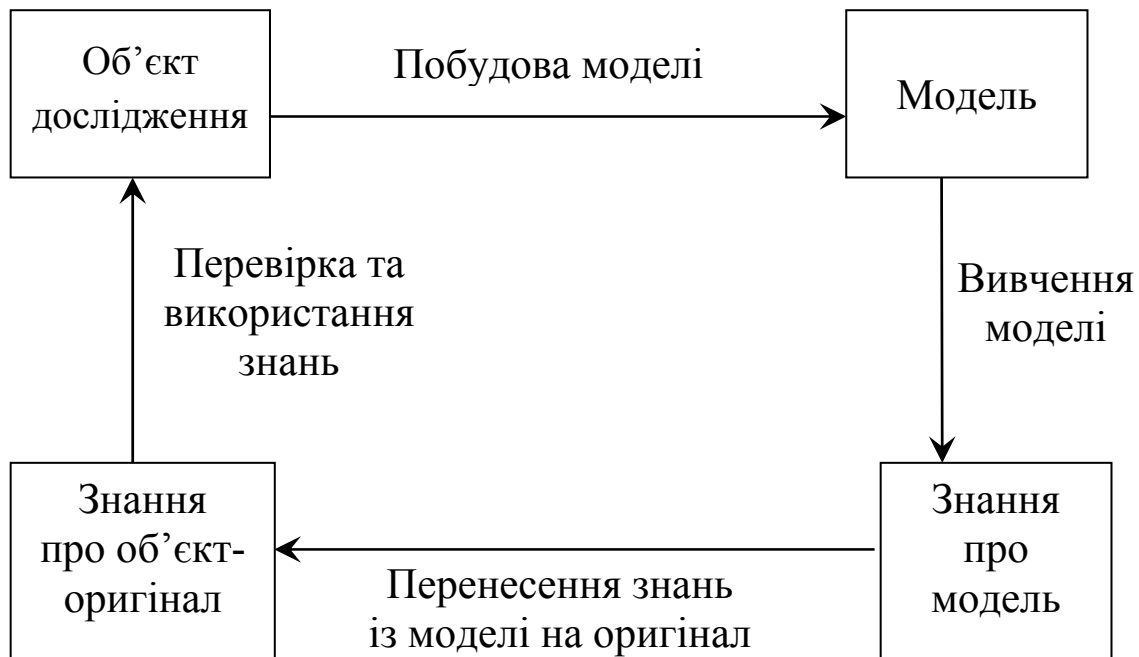 Об’єкт
дослідження
Побудова моделі
Модель
Перевірка та
використання
знань
Вивчення
моделі
Знання
про об’єкт-
оригінал
Перенесення знань
із моделі на оригінал
Знання
про
модель